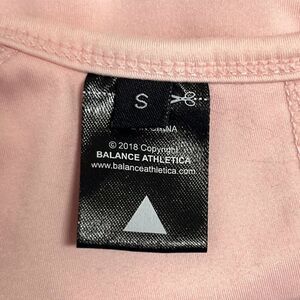 S
© 2018 Copyright
BALANCE ATHLETICA
www.balanceathletica.com